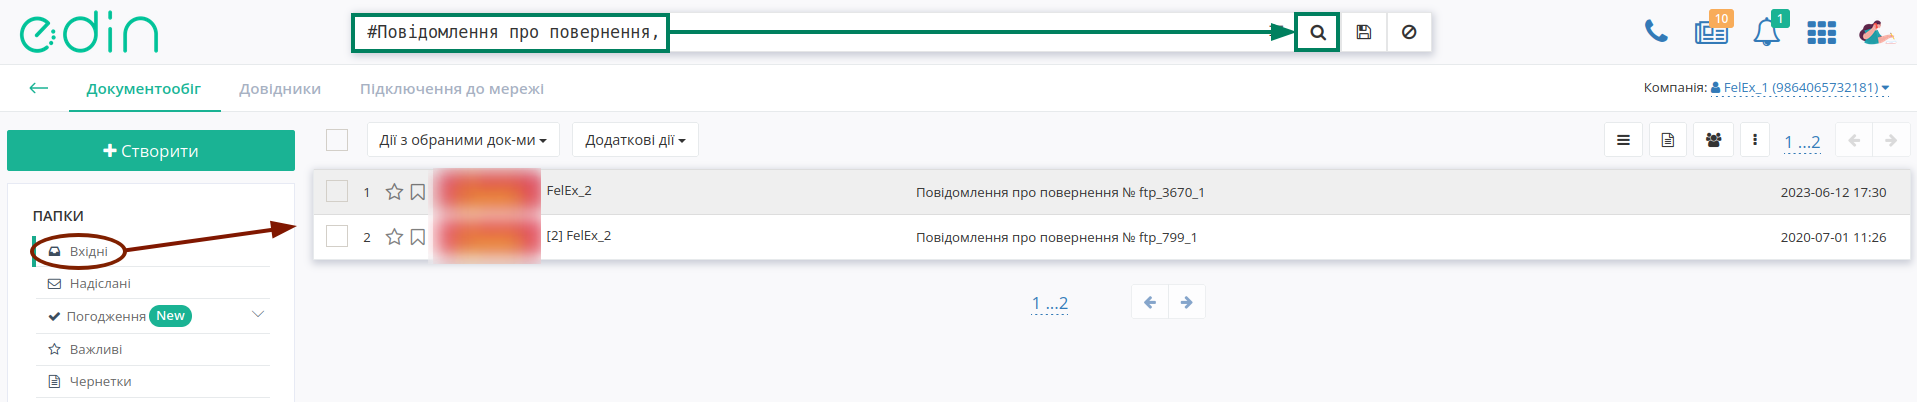 edin
#Повідомлення про повернення,
10
1
Документообіг
Довідники
Підключення до мережі
Компанія: FelEx_1 (9864065732181)
Створити
Дії з обраними док-ми
Додаткові дії
1 ...2
ПАПКИ
1 FelEx_2 Повідомлення про повернення № ftp_3670_1 2023-06-12 17:30
2 [2] FelEx_2 Повідомлення про повернення № ftp_799_1 2020-07-01 11:26
Вхідні
Надіслані
Погодження New
Важливі
Чернетки
1 ...2